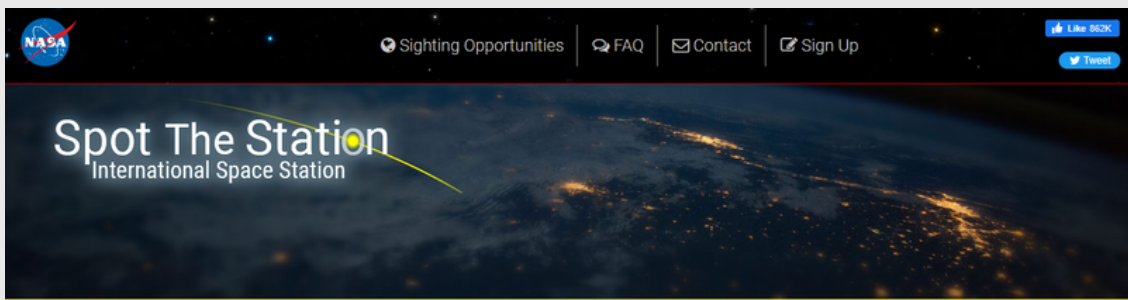 NASA
Sighting Opportunities FAQ Contact Sign Up
Like 862K
Tweet
Spot The Station
International Space Station